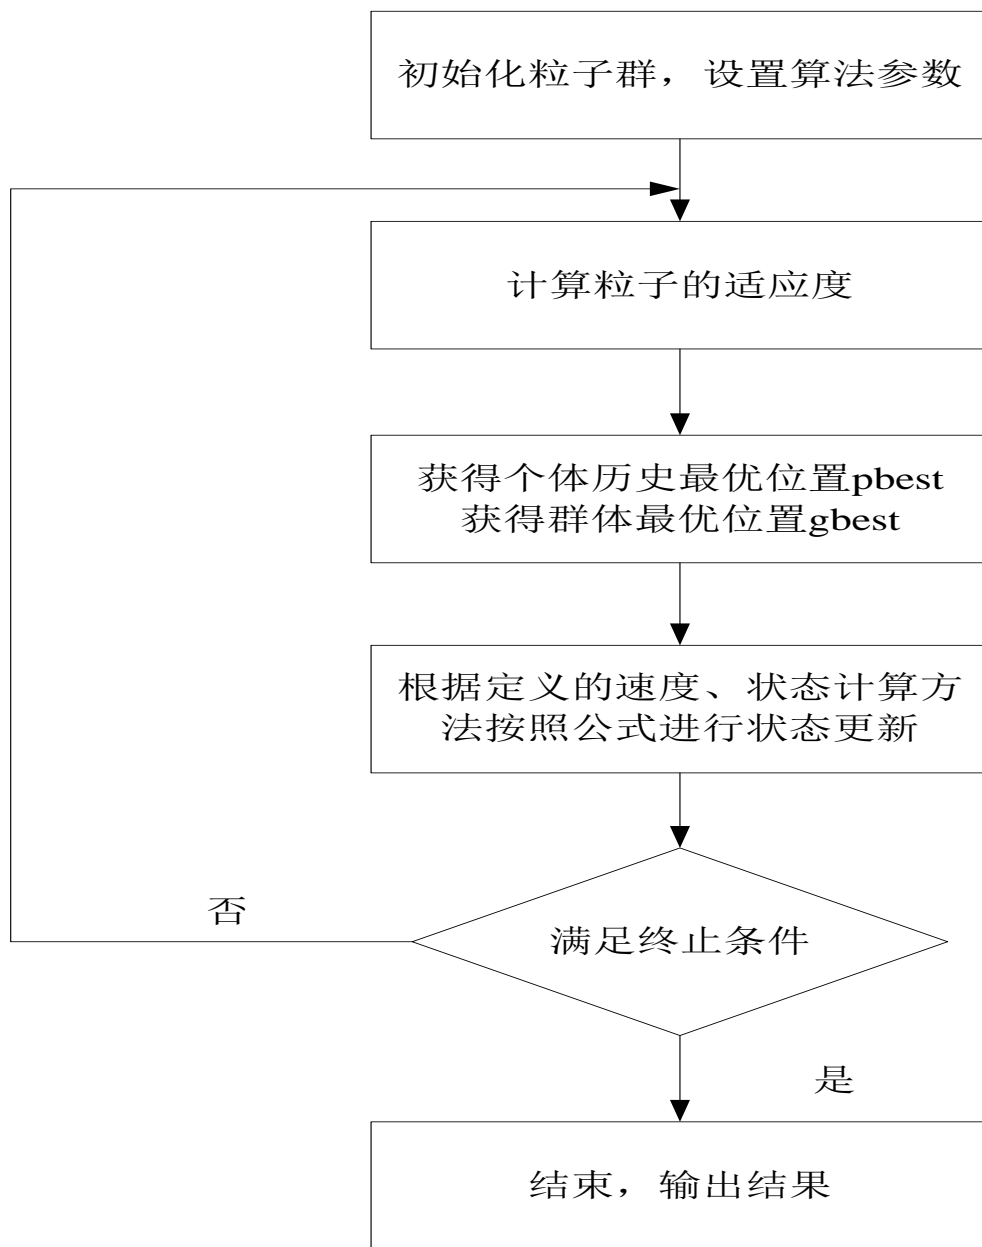 初始化粒子群，设置算法参数
计算粒子的适应度
获得个体历史最优位置pbest
获得群体最优位置gbest
根据定义的速度、状态计算方
法按照公式进行状态更新
否
满足终止条件
是
结束，输出结果